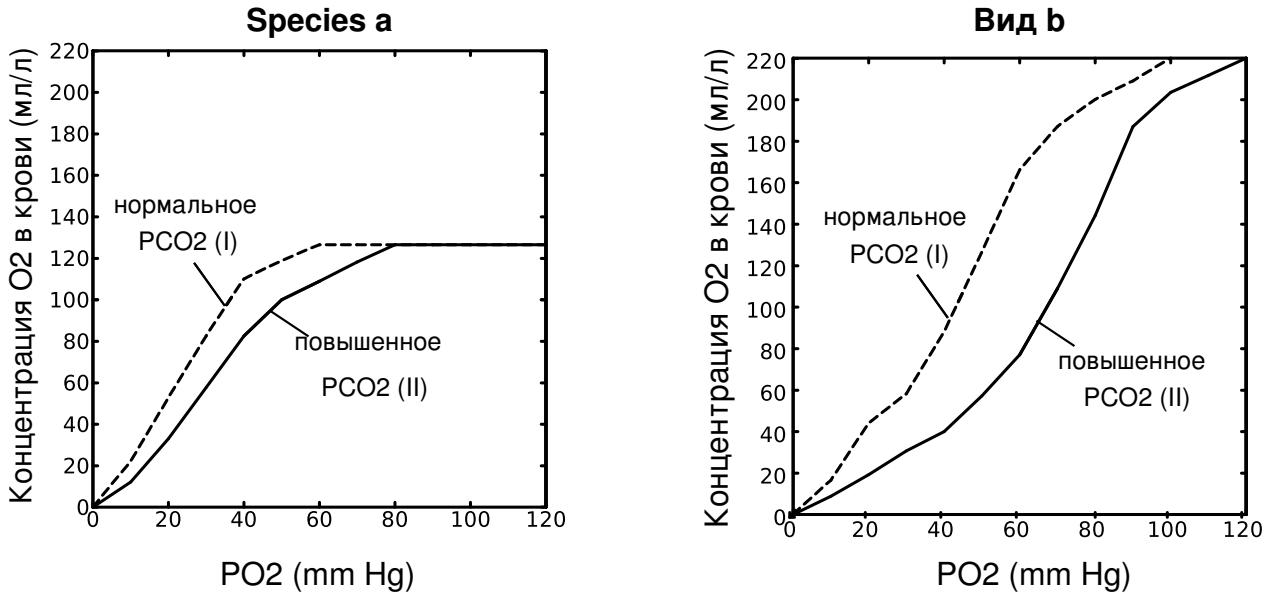 Species a
Концентрация О2 в крови (мл/л)
220
200
180
160
140
120
100
80
60
40
20
0
нормальное
PCO2 (I)
повышенное
PCO2 (II)
0 20 40 60 80 100 120
PO2 (mm Hg)
Вид b
Концентрация О2 в крови (мл/л)
220
200
180
160
140
120
100
80
60
40
20
0
нормальное
PCO2 (I)
повышенное
PCO2 (II)
0 20 40 60 80 100 120
PO2 (mm Hg)